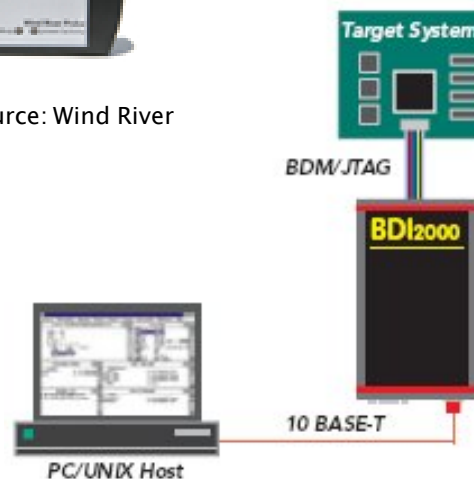 Target System
urce: Wind River
BDM/JTAG
BDI2000
10 BASE-T
PC/UNIX Host